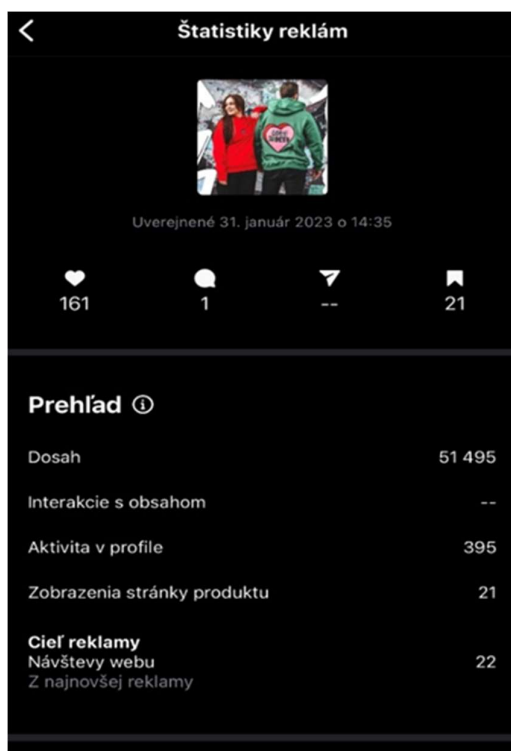 Štatistiky reklám
Uverejnené 31. január 2023 o 14:35
161 1 -- 21
Prehľad
Dosah 51 495
Interakcie s obsahom --
Aktivita v profile 395
Zobrazenia stránky produktu 21
Cieľ reklamy
Návštevy webu 22
Z najnovšej reklamy